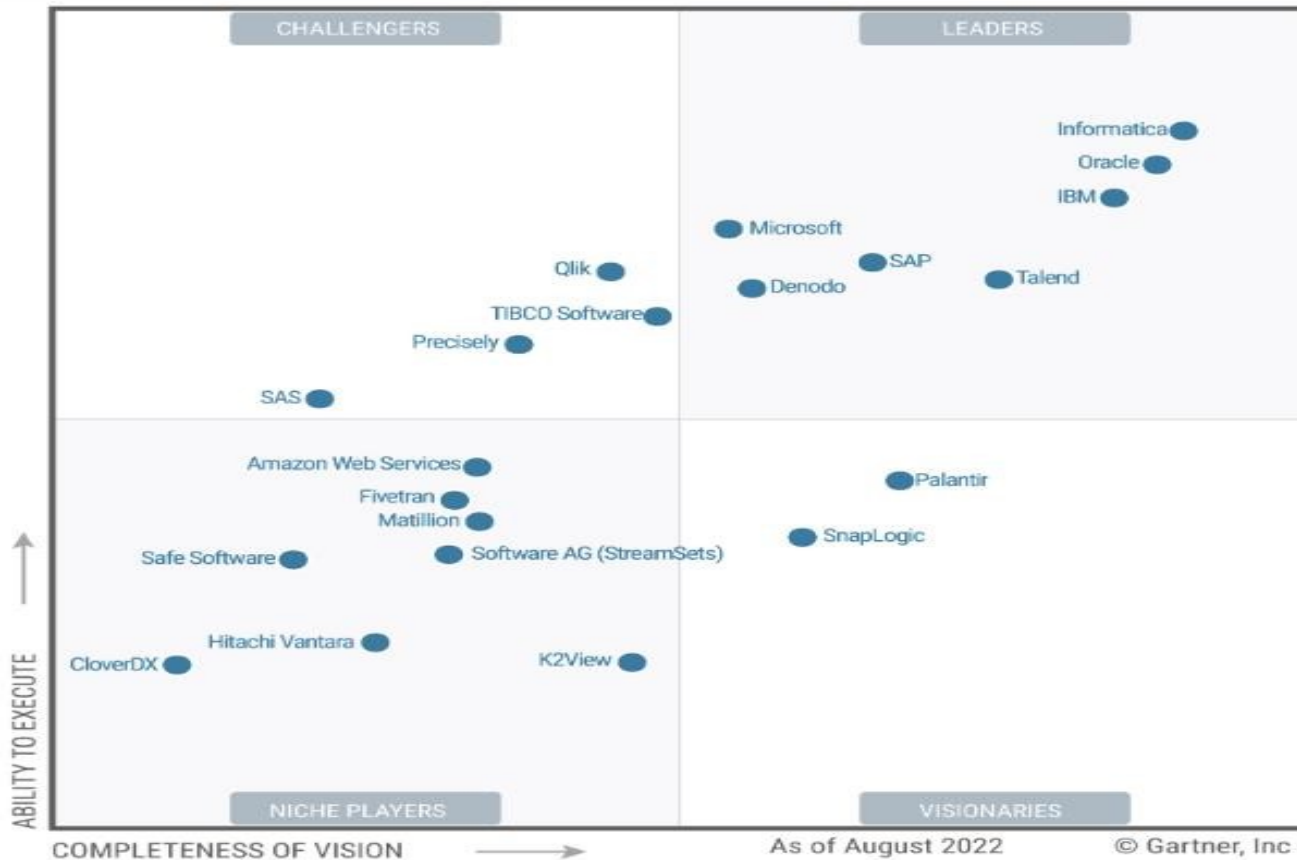 CHALLENGERS
LEADERS
Informatica
Oracle
IBM
Microsoft
SAP
Talend
Denodo
Qlik
TIBCO Software
Precisely
SAS
Amazon Web Services
Fivetran
Matillion
Software AG (StreamSets)
Safe Software
Hitachi Vantara
CloverDX
K2View
Palantir
SnapLogic
ABILITY TO EXECUTE
NICHE PLAYERS
VISIONARIES
COMPLETENESS OF VISION
As of August 2022
© Gartner, Inc